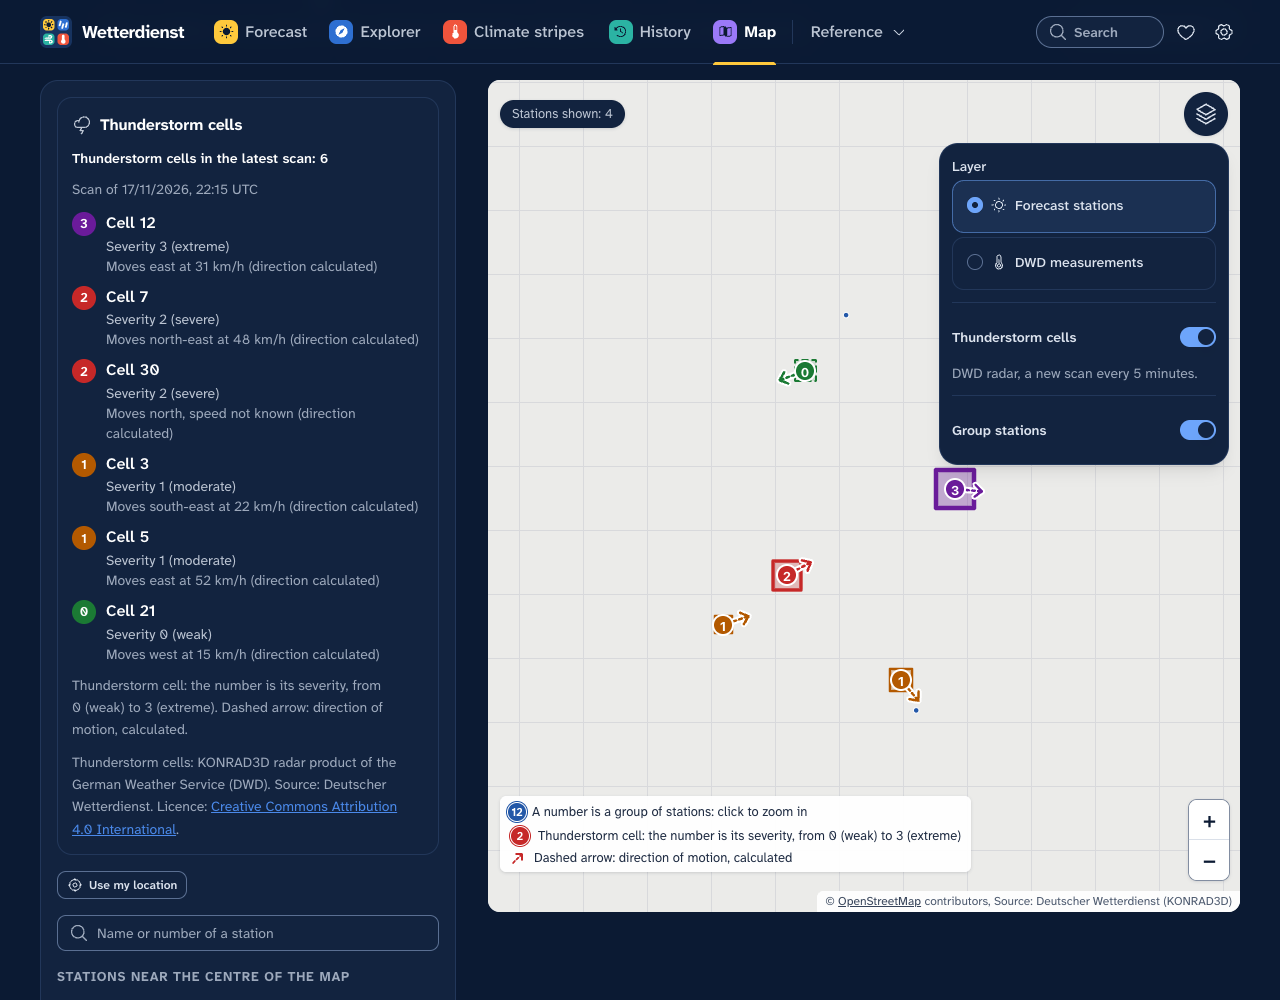 Wetterdienst
Forecast
Explorer
Climate stripes
History
Map
Reference
Search
Thunderstorm cells
Thunderstorm cells in the latest scan: 6
Scan of 17/11/2026, 22:15 UTC
3
Cell 12
Severity 3 (extreme)
Moves east at 31 km/h (direction calculated)
2
Cell 7
Severity 2 (severe)
Moves north-east at 48 km/h (direction calculated)
2
Cell 30
Severity 2 (severe)
Moves north, speed not known (direction
calculated)
1
Cell 3
Severity 1 (moderate)
Moves south-east at 22 km/h (direction calculated)
1
Cell 5
Severity 1 (moderate)
Moves east at 52 km/h (direction calculated)
0
Cell 21
Severity 0 (weak)
Moves west at 15 km/h (direction calculated)
Thunderstorm cell: the number is its severity, from
0 (weak) to 3 (extreme). Dashed arrow: direction of
motion, calculated.
Thunderstorm cells: KONRAD3D radar product of the
German Weather Service (DWD). Source: Deutscher
Wetterdienst. Licence: Creative Commons Attribution
4.0 International.
Use my location
Name or number of a station
STATIONS NEAR THE CENTRE OF THE MAP
Stations shown: 4
Layer
Forecast stations
DWD measurements
Thunderstorm cells
DWD radar, a new scan every 5 minutes.
Group stations
0
3
2
1
1
12 A number is a group of stations: click to zoom in
2 Thunderstorm cell: the number is its severity, from 0 (weak) to 3 (extreme)
Dashed arrow: direction of motion, calculated
+
−
© OpenStreetMap contributors, Source: Deutscher Wetterdienst (KONRAD3D)